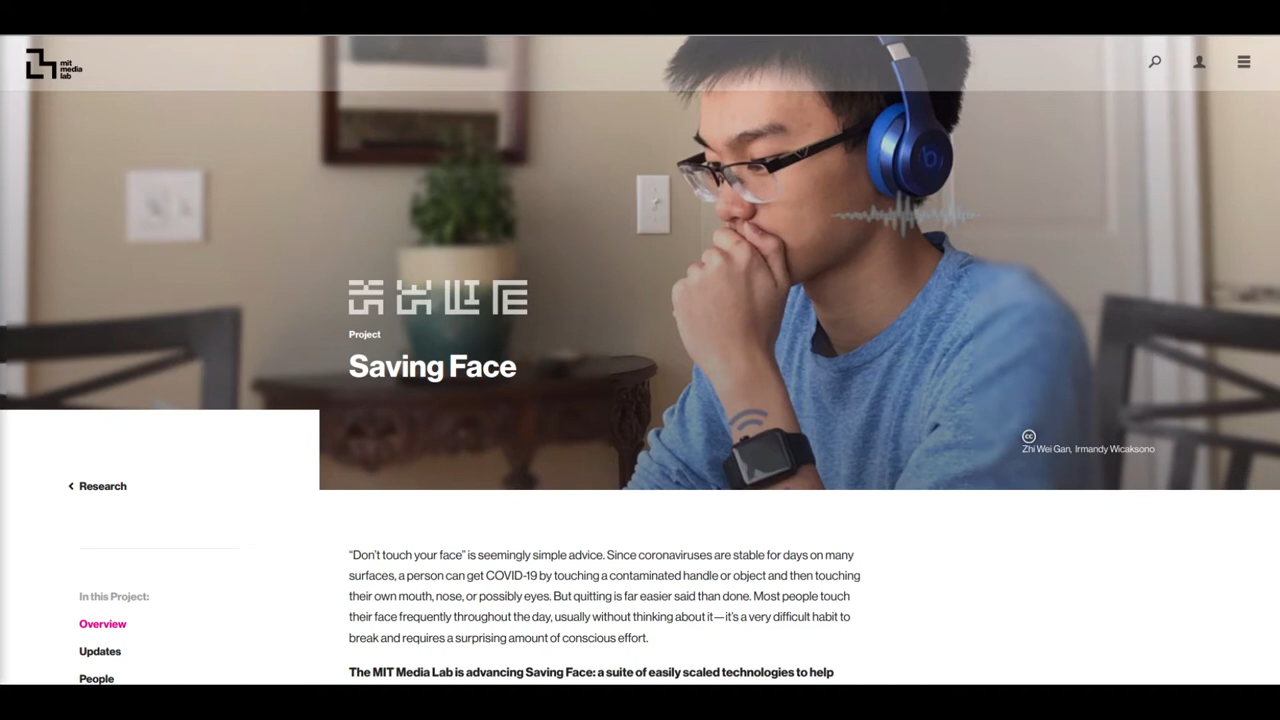 mit
media
lab
Project
Saving Face
Zhi Wei Gan, Irmandy Wicaksono
Research
In this Project:
Overview
Updates
People
“Don’t touch your face” is seemingly simple advice. Since coronaviruses are stable for days on many
surfaces, a person can get COVID-19 by touching a contaminated handle or object and then touching
their own mouth, nose, or possibly eyes. But quitting is far easier said than done. Most people touch
their face frequently throughout the day, usually without thinking about it—it’s a very difficult habit to
break and requires a surprising amount of conscious effort.
The MIT Media Lab is advancing Saving Face: a suite of easily scaled technologies to help